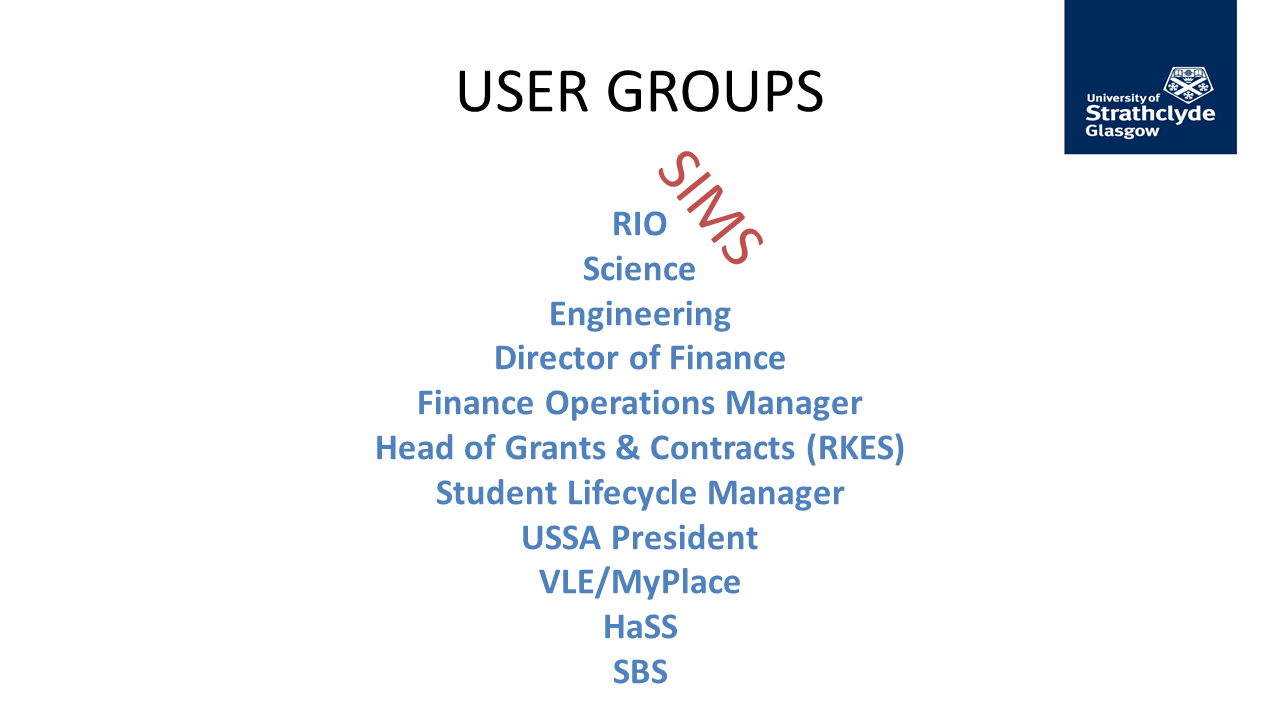 USER GROUPS
University of
Strathclyde
Glasgow
SIMS
RIO
Science
Engineering
Director of Finance
Finance Operations Manager
Head of Grants & Contracts (RKES)
Student Lifecycle Manager
USSA President
VLE/MyPlace
HaSS
SBS